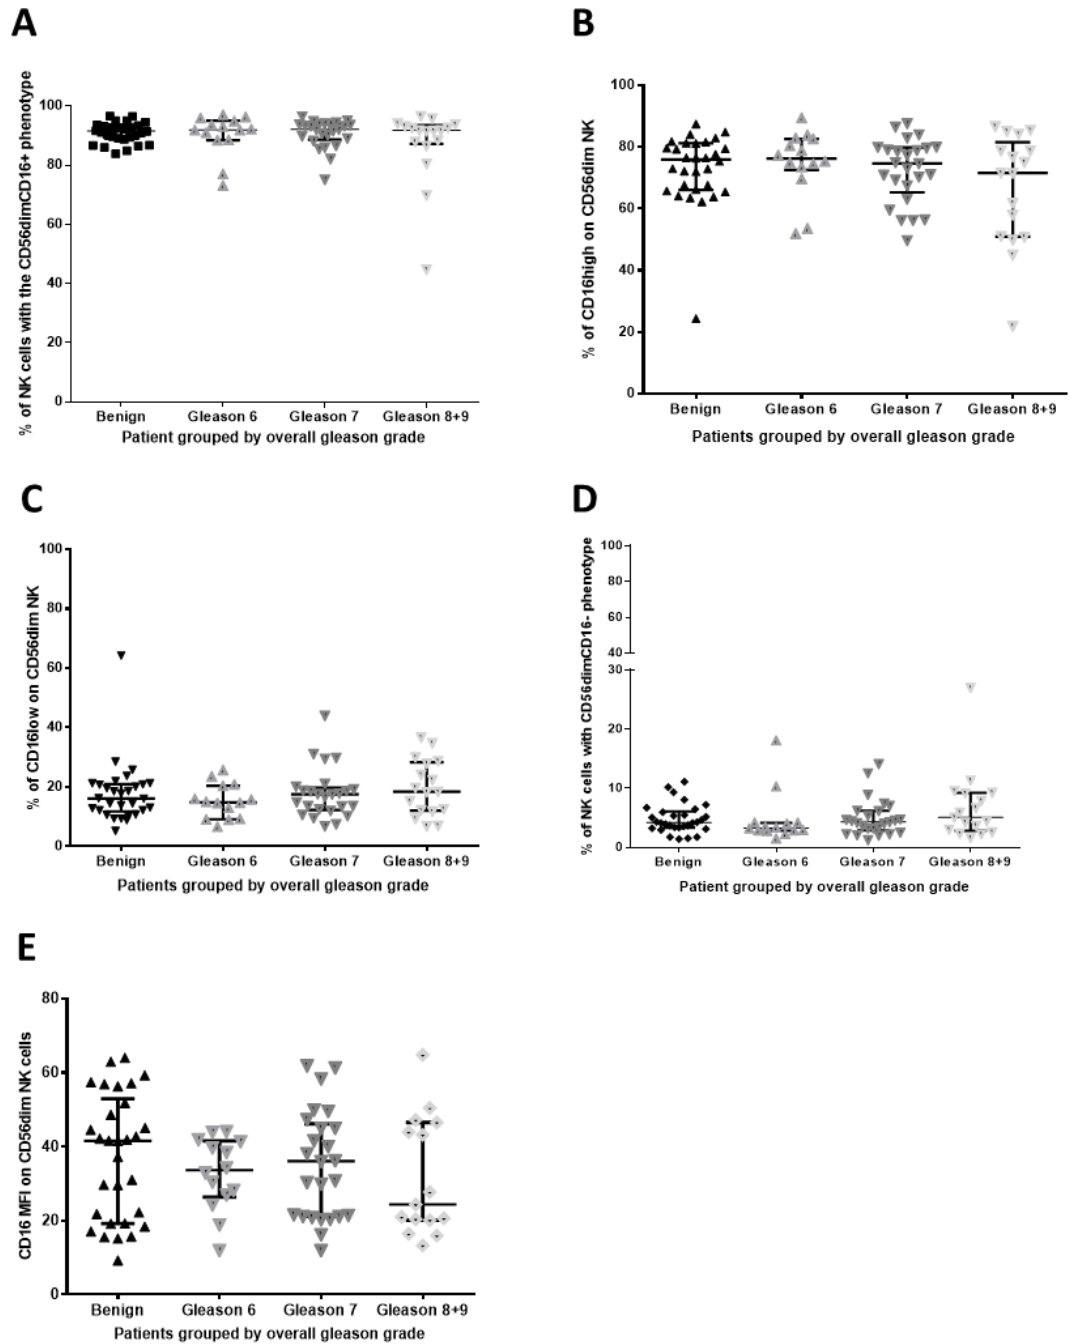 A
% of NK cells with the CD56dimCD16+ phenotype
100
80
60
40
20
0
Benign Gleason 6 Gleason 7 Gleason 8+9
Patient grouped by overall gleason grade
B
% of CD16high on CD56dim NK
100
80
60
40
20
0
Benign Gleason 6 Gleason 7 Gleason 8+9
Patients grouped by overall gleason grade
C
% of CD16low on CD56dim NK
100
80
60
40
20
0
Benign Gleason 6 Gleason 7 Gleason 8+9
Patients grouped by overall gleason grade
D
% of NK cells with CD56dimCD16- phenotype
100
80
60
40
30
20
10
0
Benign Gleason 6 Gleason 7 Gleason 8+9
Patient grouped by overall gleason grade
E
CD16 MFI on CD56dim NK cells
80
60
40
20
0
Benign Gleason 6 Gleason 7 Gleason 8+9
Patients grouped by overall gleason grade